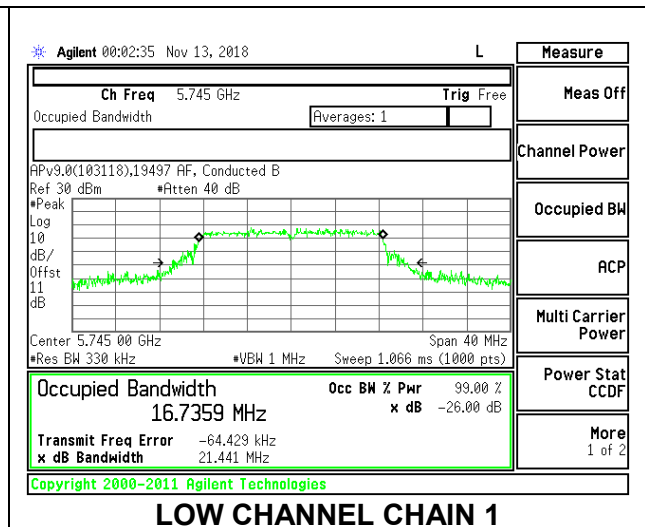 Agilent 00:02:35 Nov 13, 2018 L
Measure
Ch Freq 5.745 GHz Trig Free
Occupied Bandwidth Averages: 1
APv9.0(103118),19497 AF, Conducted B
Ref 30 dBm #Atten 40 dB
#Peak
Log
10
dB/
Offst
11
dB
Center 5.745 00 GHz Span 40 MHz
#Res BW 330 kHz #VBW 1 MHz Sweep 1.066 ms (1000 pts)
Occupied Bandwidth Occ BW % Pwr 99.00 %
16.7359 MHz x dB -26.00 dB
Transmit Freq Error -64.429 kHz
x dB Bandwidth 21.441 MHz
Copyright 2000-2011 Agilent Technologies
Meas Off
Channel Power
Occupied BW
ACP
Multi Carrier
Power
Power Stat
CCDF
More
1 of 2
LOW CHANNEL CHAIN 1